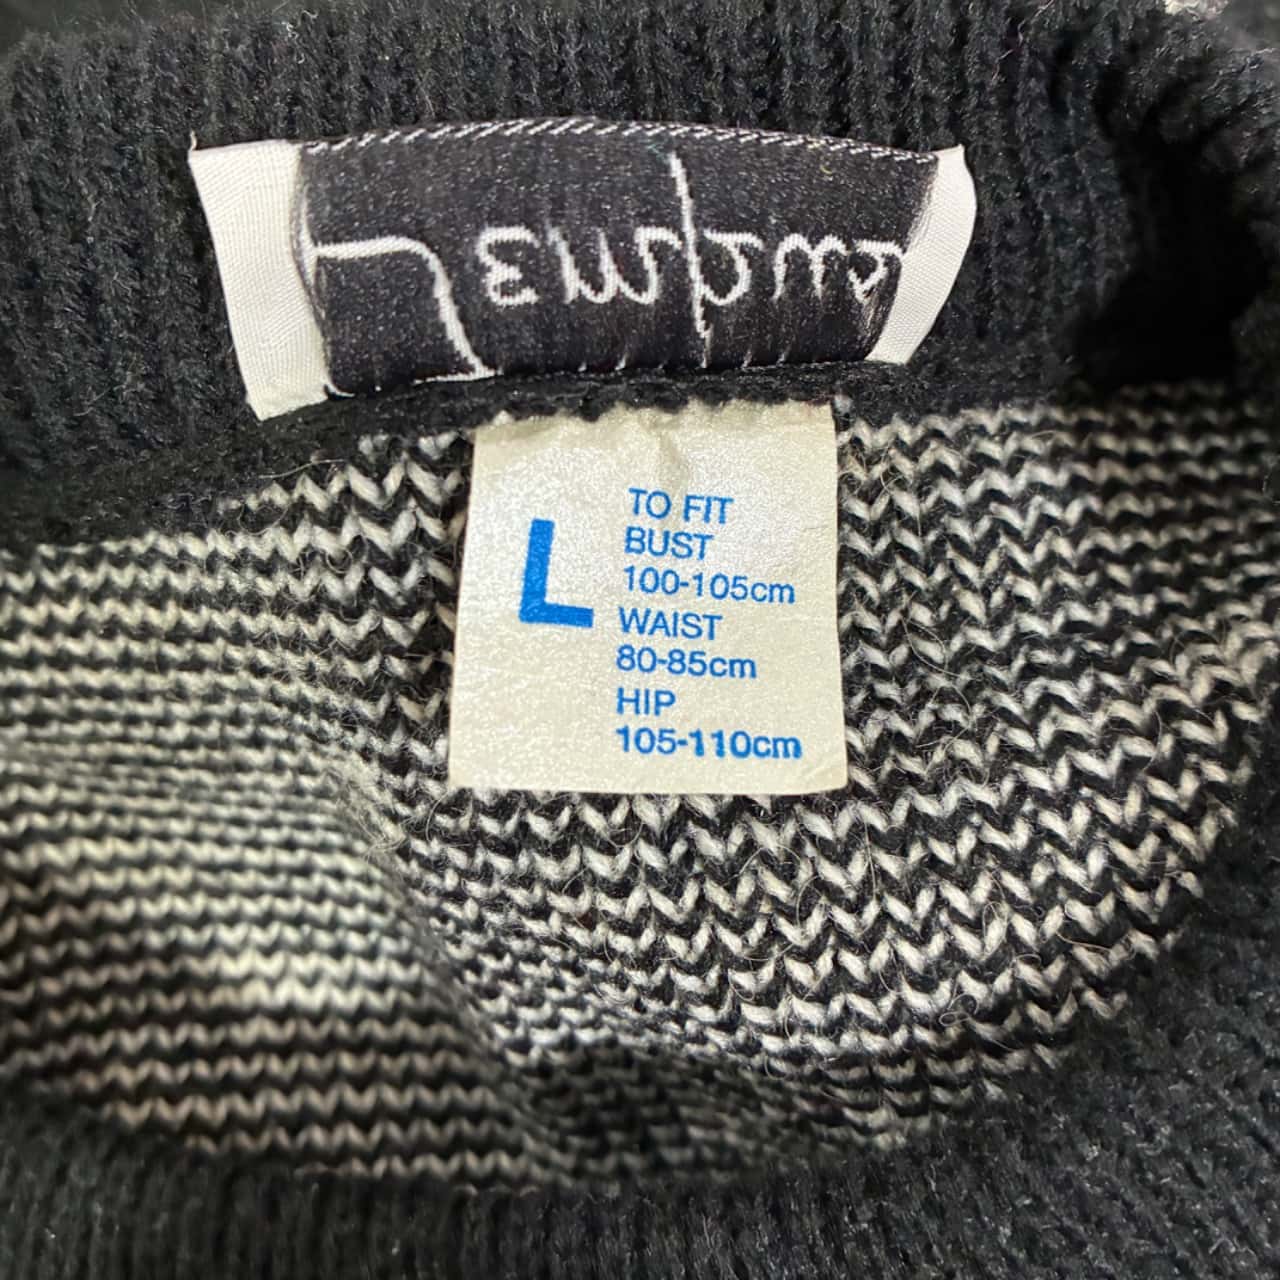 L
TO FIT
BUST
100-105cm
WAIST
80-85cm
HIP
105-110cm